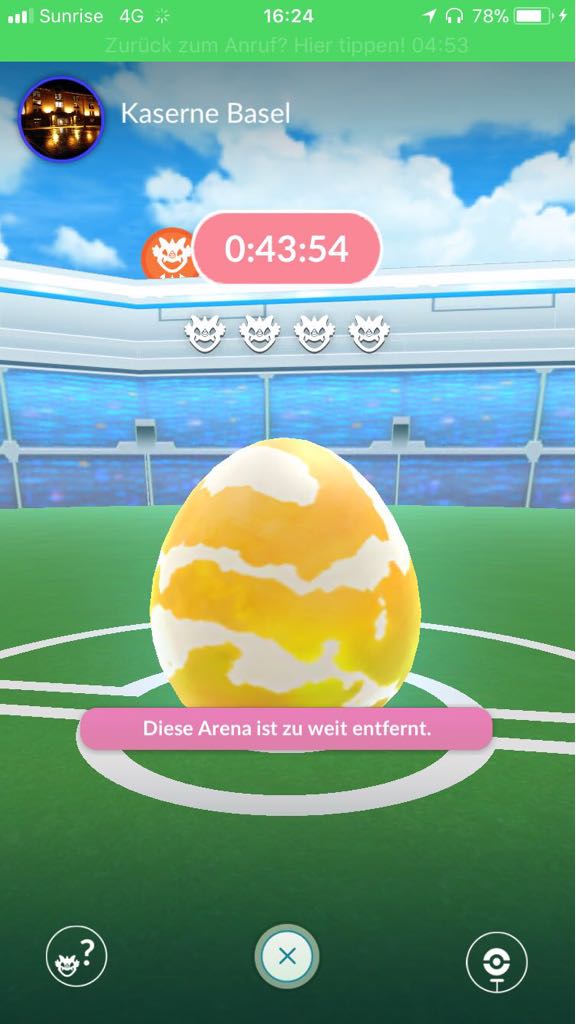 Sunrise 4G 16:24 78%
Zurück zum Anruf? Hier tippen! 04:53
Kaserne Basel
0:43:54
Diese Arena ist zu weit entfernt.
?